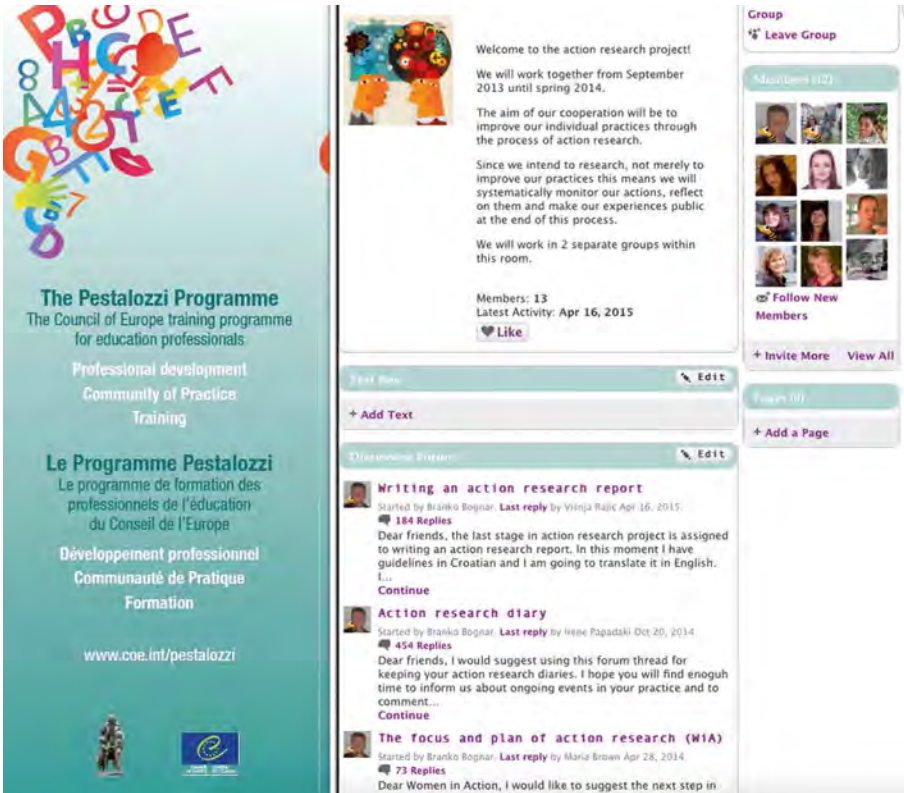 The Pestalozzi Programme
The Council of Europe training programme
for education professionals
Professional development
Community of Practice
Training
Le Programme Pestalozzi
Le programme de formation des
professionnels de l'éducation
du Conseil de l'Europe
Développement professionnel
Communauté de Pratique
Formation
www.coe.int/pestalozzi
Welcome to the action research project!
We will work together from September
2013 until spring 2014.
The aim of our cooperation will be to
improve our individual practices through
the process of action research.
Since we intend to research, not merely to
improve our practices this means we will
systematically monitor our actions, reflect
on them and make our experiences public
at the end of this process.
We will work in 2 separate groups within
this room.
Members: 13
Latest Activity: Apr 16, 2015
Like
Text Box
Edit
+ Add Text
Discussion Forum
Edit
Writing an action research report
Started by Branko Bognar. Last reply by Višnja Rajic Apr 16, 2015.
184 Replies
Dear friends, the last stage in action research project is assigned
to writing an action research report. In this moment I have
guidelines in Croatian and I am going to translate it in English.
I...
Continue
Action research diary
Started by Branko Bognar. Last reply by Irene Papadaki Oct 20, 2014.
454 Replies
Dear friends, I would suggest using this forum thread for
keeping your action research diaries. I hope you will find enoguh
time to inform us about ongoing events in your practice and to
comment...
Continue
The focus and plan of action research (WiA)
Started by Branko Bognar. Last reply by Maria Brown Apr 28, 2014.
73 Replies
Dear Women in Action, I would like to suggest the next step in
Group
Leave Group
Members (12)
Follow New
Members
+ Invite More View All
Pages (0)
+ Add a Page